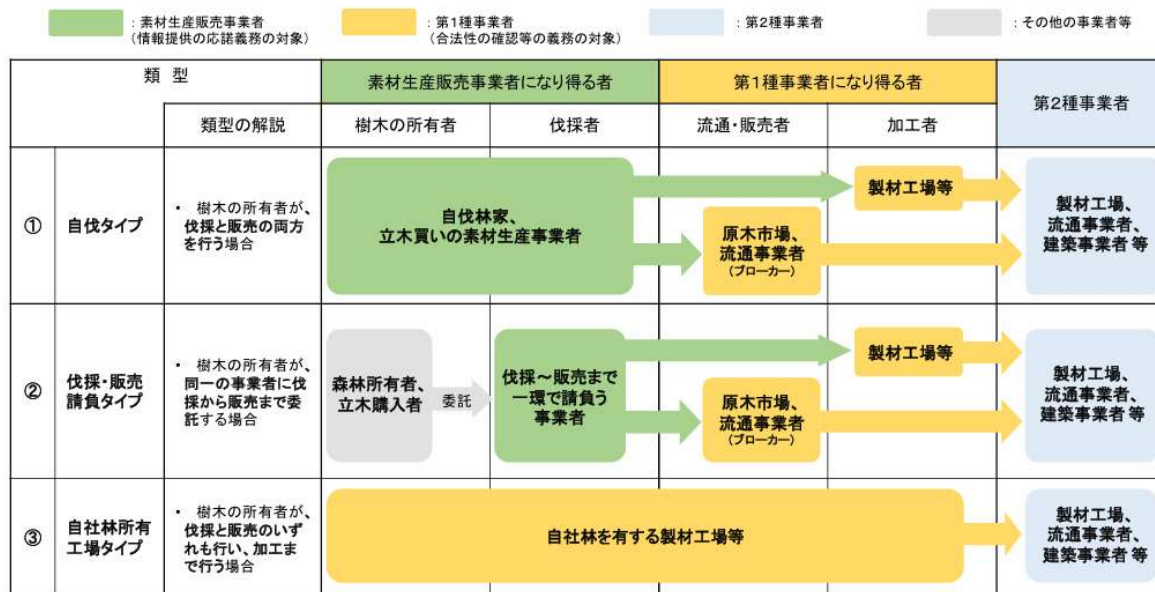 ：素材生産販売事業者
（情報提供の応諾義務の対象）
：第１種事業者
（合法性の確認等の義務の対象）
：第２種事業者
：その他の事業者等
類 型
素材生産販売事業者になり得る者
第１種事業者になり得る者
第２種事業者
類型の解説
樹木の所有者
伐採者
流通・販売者
加工者
①
自伐タイプ
・ 樹木の所有者が、
伐採と販売の両方
を行う場合
自伐林家、
立木買いの素材生産事業者
原木市場、
流通事業者
（ブローカー）
製材工場等
製材工場、
流通事業者、
建築事業者等
②
伐採・販売
請負タイプ
・ 樹木の所有者が、
同一の事業者に伐
採から販売まで委
託する場合
森林所有者、
立木購入者
委託
伐採～販売まで
一環で請負う
事業者
原木市場、
流通事業者
（ブローカー）
製材工場等
製材工場、
流通事業者、
建築事業者等
③
自社林所有
工場タイプ
・ 樹木の所有者が、
伐採と販売のいず
れも行い、加工ま
で行う場合
自社林を有する製材工場等
製材工場、
流通事業者、
建築事業者等